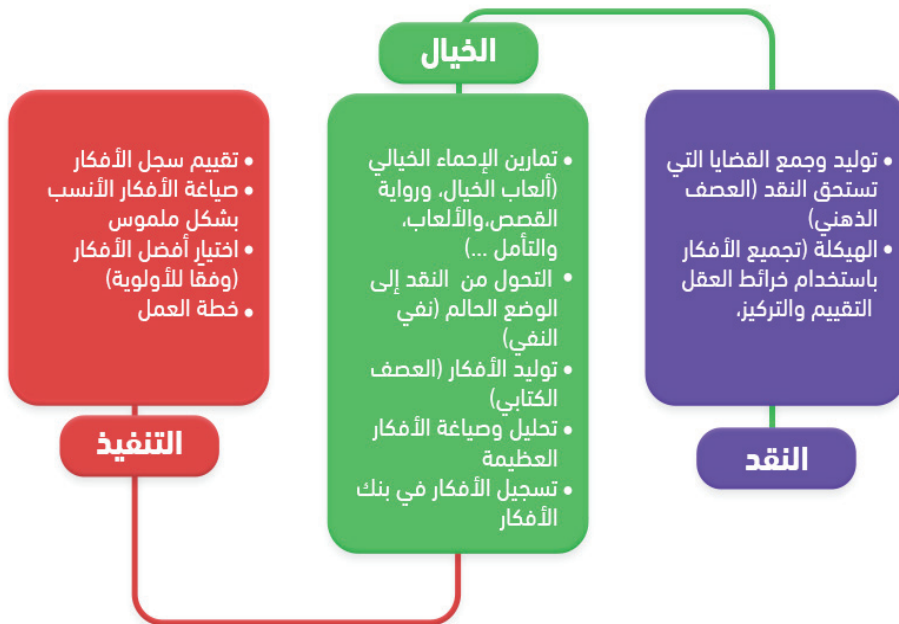 • توليد وجمع القضايا التي
تستحق النقد (العصف
الذهني)
• الهيكلة (تجميع الأفكار
باستخدام خرائط العقل
التقييم والتركيز،
النقد
الخيال
• تمارين الإحماء الخيالي
(ألعاب الخيال، ورواية
القصص،والألعاب،
والتأمل ...)
• التحول من النقد إلى
الوضع الحالم (نفي
النفي)
• توليد الأفكار (العصف
الكتابي)
• تحليل وصياغة الأفكار
العظيمة
• تسجيل الأفكار في بنك
الأفكار
• تقييم سجل الأفكار
• صياغة الأفكار الأنسب
بشكل ملموس
• اختيار أفضل الأفكار
(وفقًا للأولوية)
• خطة العمل
التنفيذ